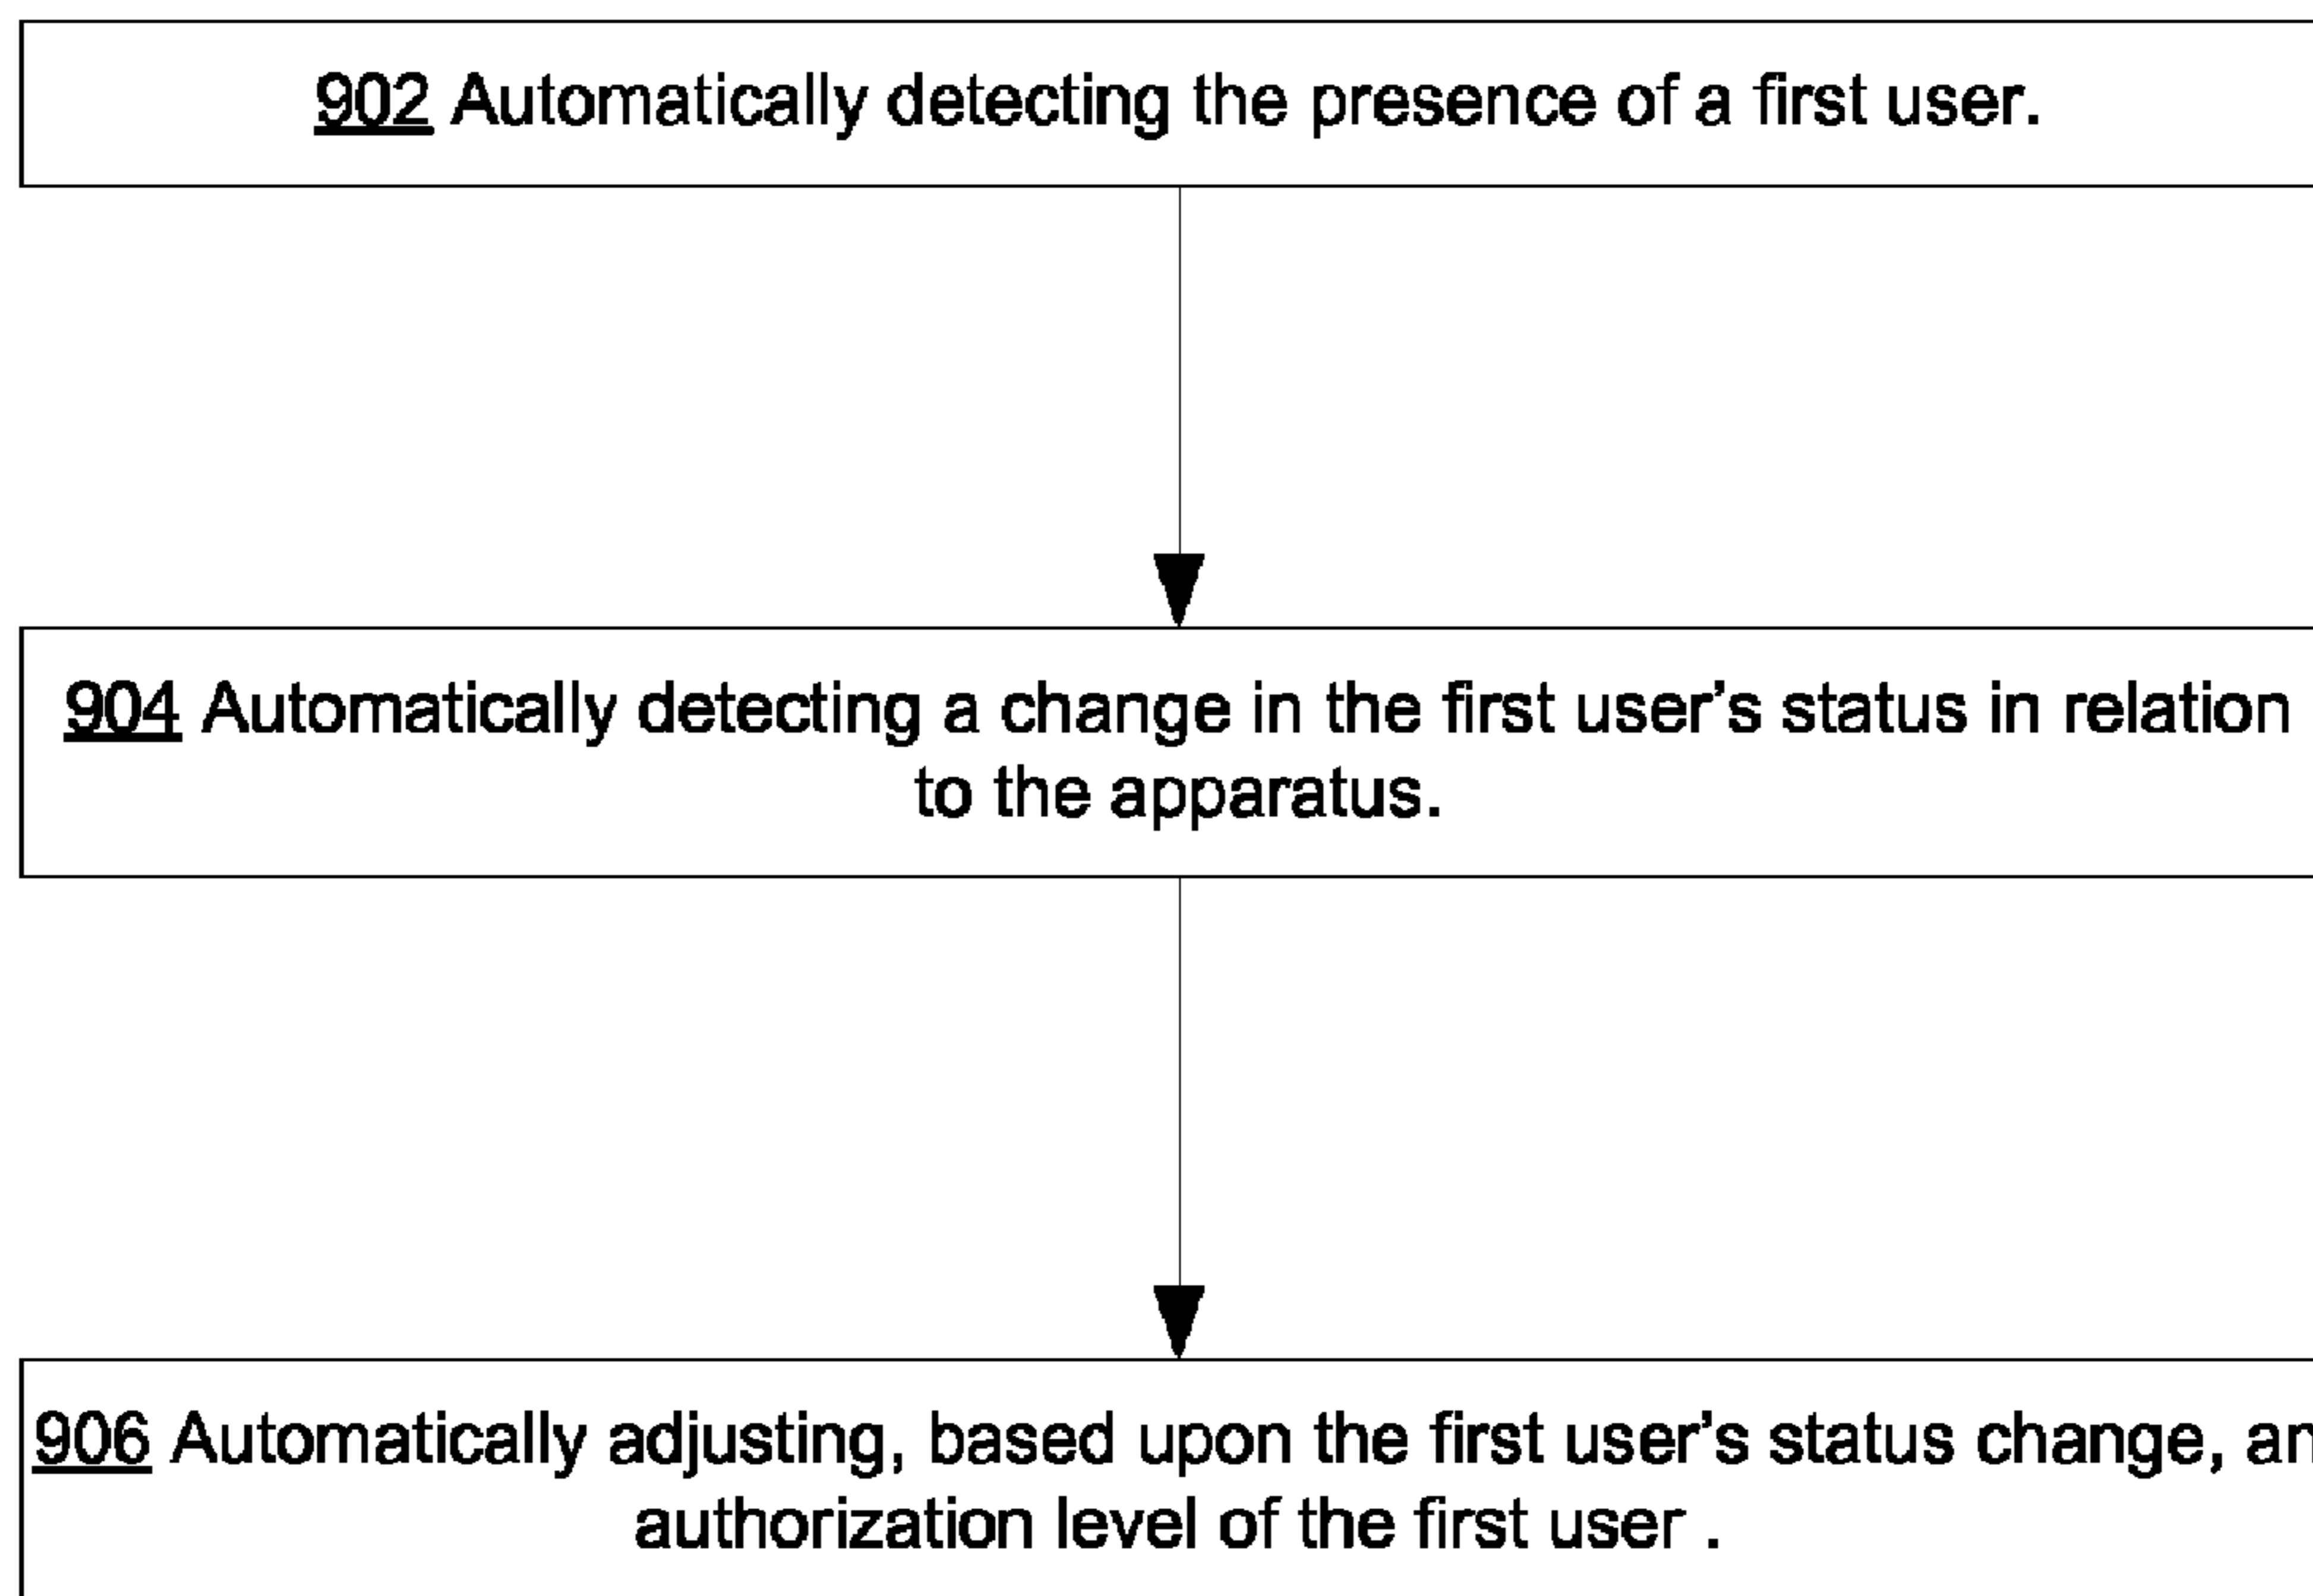 902 Automatically detecting the presence of a first user.
904 Automatically detecting a change in the first user's status in relation
to the apparatus.
906 Automatically adjusting, based upon the first user's status change, an
authorization level of the first user .